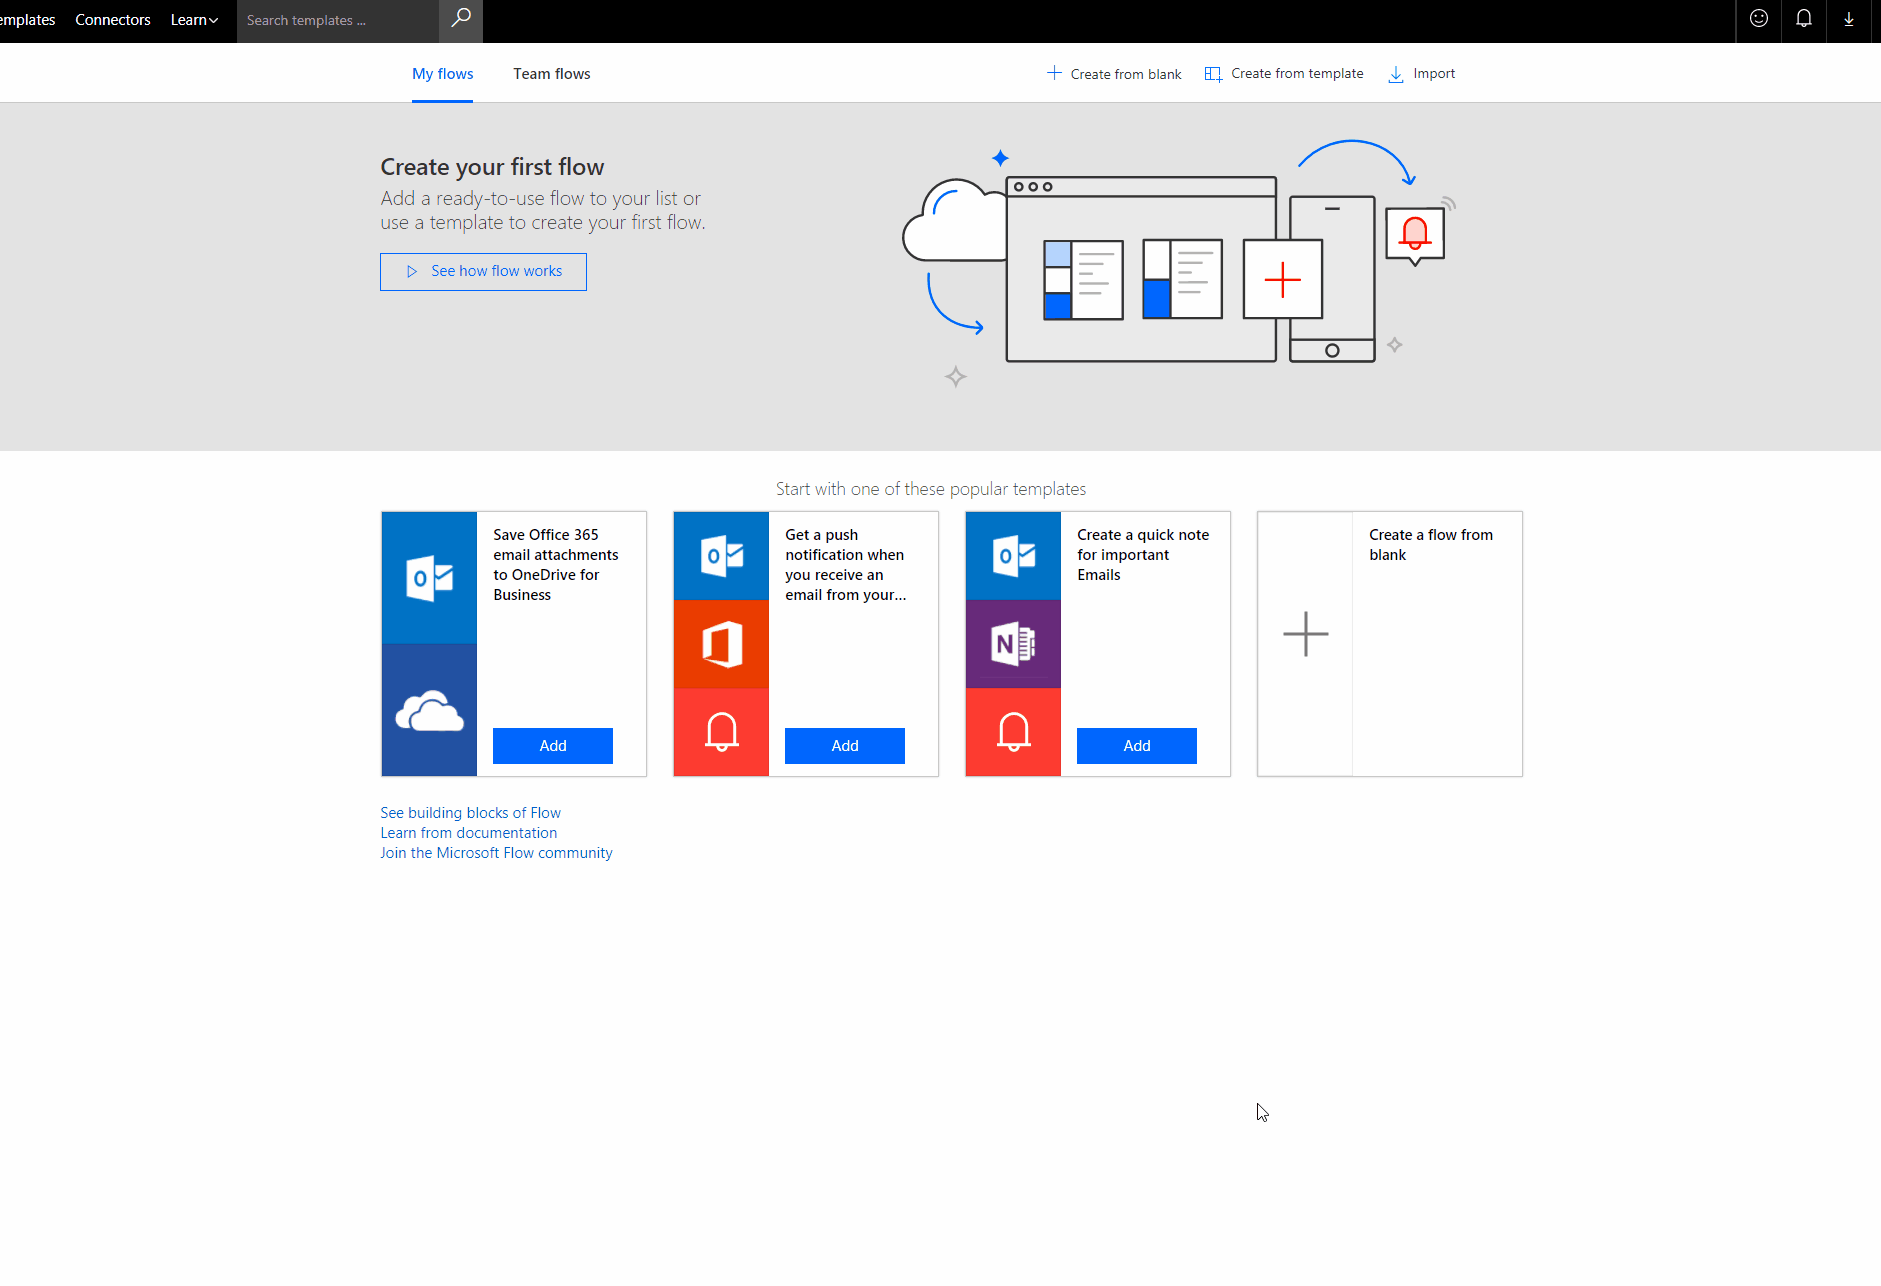 emplates Connectors Learn Search templates ...
My flows Team flows Create from blank Create from template Import
Create your first flow
Add a ready-to-use flow to your list or
use a template to create your first flow.
See how flow works
Start with one of these popular templates
Save Office 365
email attachments
to OneDrive for
Business
Add
Get a push
notification when
you receive an
email from your...
Add
Create a quick note
for important
Emails
Add
Create a flow from
blank
See building blocks of Flow
Learn from documentation
Join the Microsoft Flow community